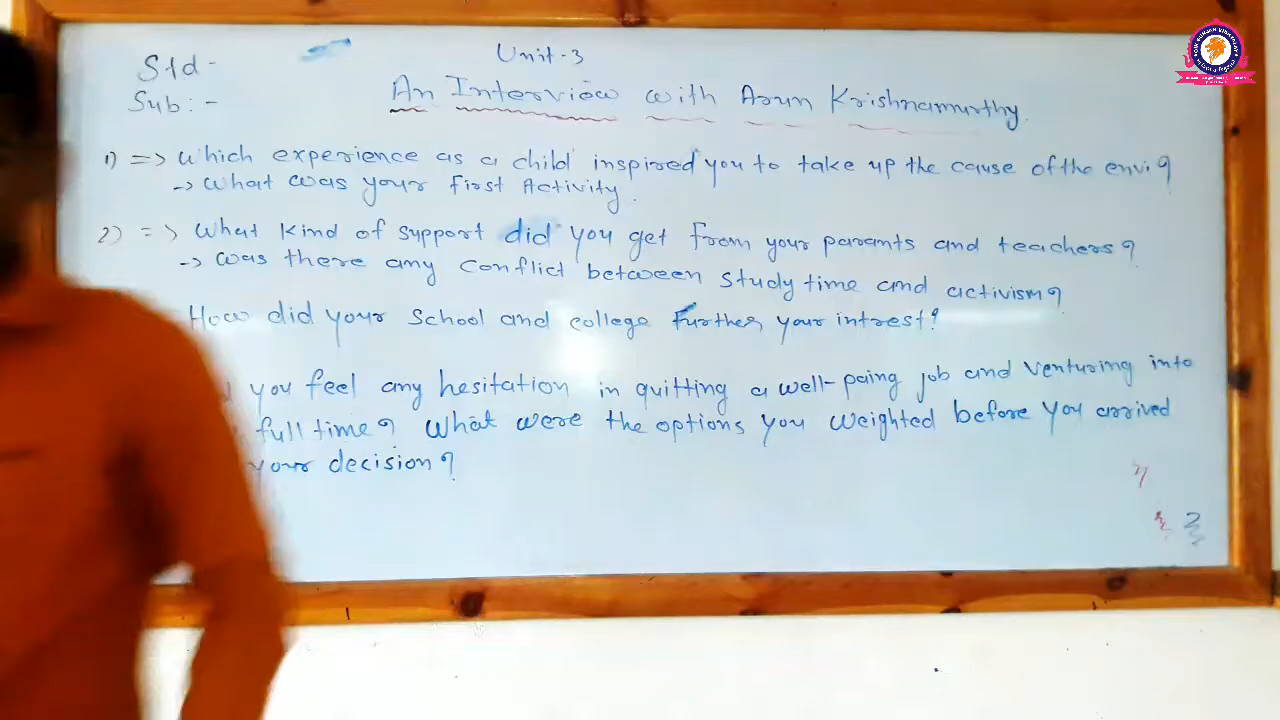 Std -
Unit-3
Sub : -
An Interview with Arun Krishnamurthy
1) => Which experience as a child inspired you to take up the cause of the envi?
-> What was your first Activity.
2) => What kind of support did you get from your parants and teachers?
-> Was there any conflict between study time and activism?
How did your school and college further your intrest?
you feel any hesitation in quitting a well-paing job and venturing into
full time? What were the options you weighted before you arrived
your decision?
2